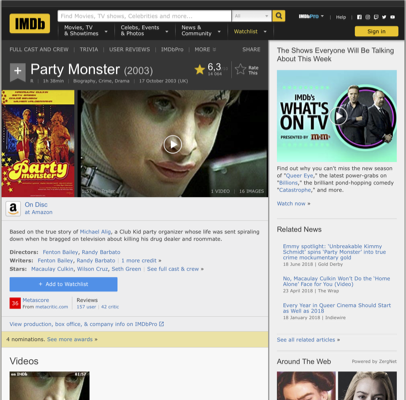 IMDb
Find Movies, TV shows, Celebrities and more...
All
Movies, TV
& Showtimes
Celebs, Events
& Photos
News &
Community
Watchlist
IMDbPro
Help
Sign in
FULL CAST AND CREW | TRIVIA | USER REVIEWS | IMDbPro | MORE
SHARE
Party Monster (2003)
1h 38min | Biography, Crime, Drama | 17 October 2003 (UK)
6,3
Rate
This
Party
monster
1 VIDEO | 16 IMAGES
On Disc
at Amazon
Based on the true story of Michael Alig, a Club Kid party organizer whose life was sent spiraling
down when he bragged on television about killing his drug dealer and roommate.
Directors: Fenton Bailey, Randy Barbato
Writers: Fenton Bailey, Randy Barbato | 1 more credit »
Stars: Macaulay Culkin, Wilson Cruz, Seth Green | See full cast & crew »
+ Add to Watchlist
36
Metascore
From metacritic.com
Reviews
157 user | 42 critic
View production, box office, & company info on IMDbPro
4 nominations. See more awards »
Videos
The Shows Everyone Will Be Talking
About This Week
IMDb's
WHAT'S
ON TV
PRESENTED BY
Find out why you can't miss the new season
of "Queer Eye," the latest power-grabs on
"Billions," the brilliant pond-hopping comedy
"Catastrophe," and more.
Watch now »
Related News
Emmy spotlight: 'Unbreakable Kimmy
Schmidt' spins 'Party Monster' into true
crime mockumentary gold
18 June 2018 | Gold Derby
No, Macaulay Culkin Won't Do the 'Home
Alone' Face for You (Video)
23 April 2018 | The Wrap
Every Year in Queer Cinema Should Start
as Well as 2018
18 January 2018 | Indiewire
See all related articles »
Around The Web
Powered by ZergNet